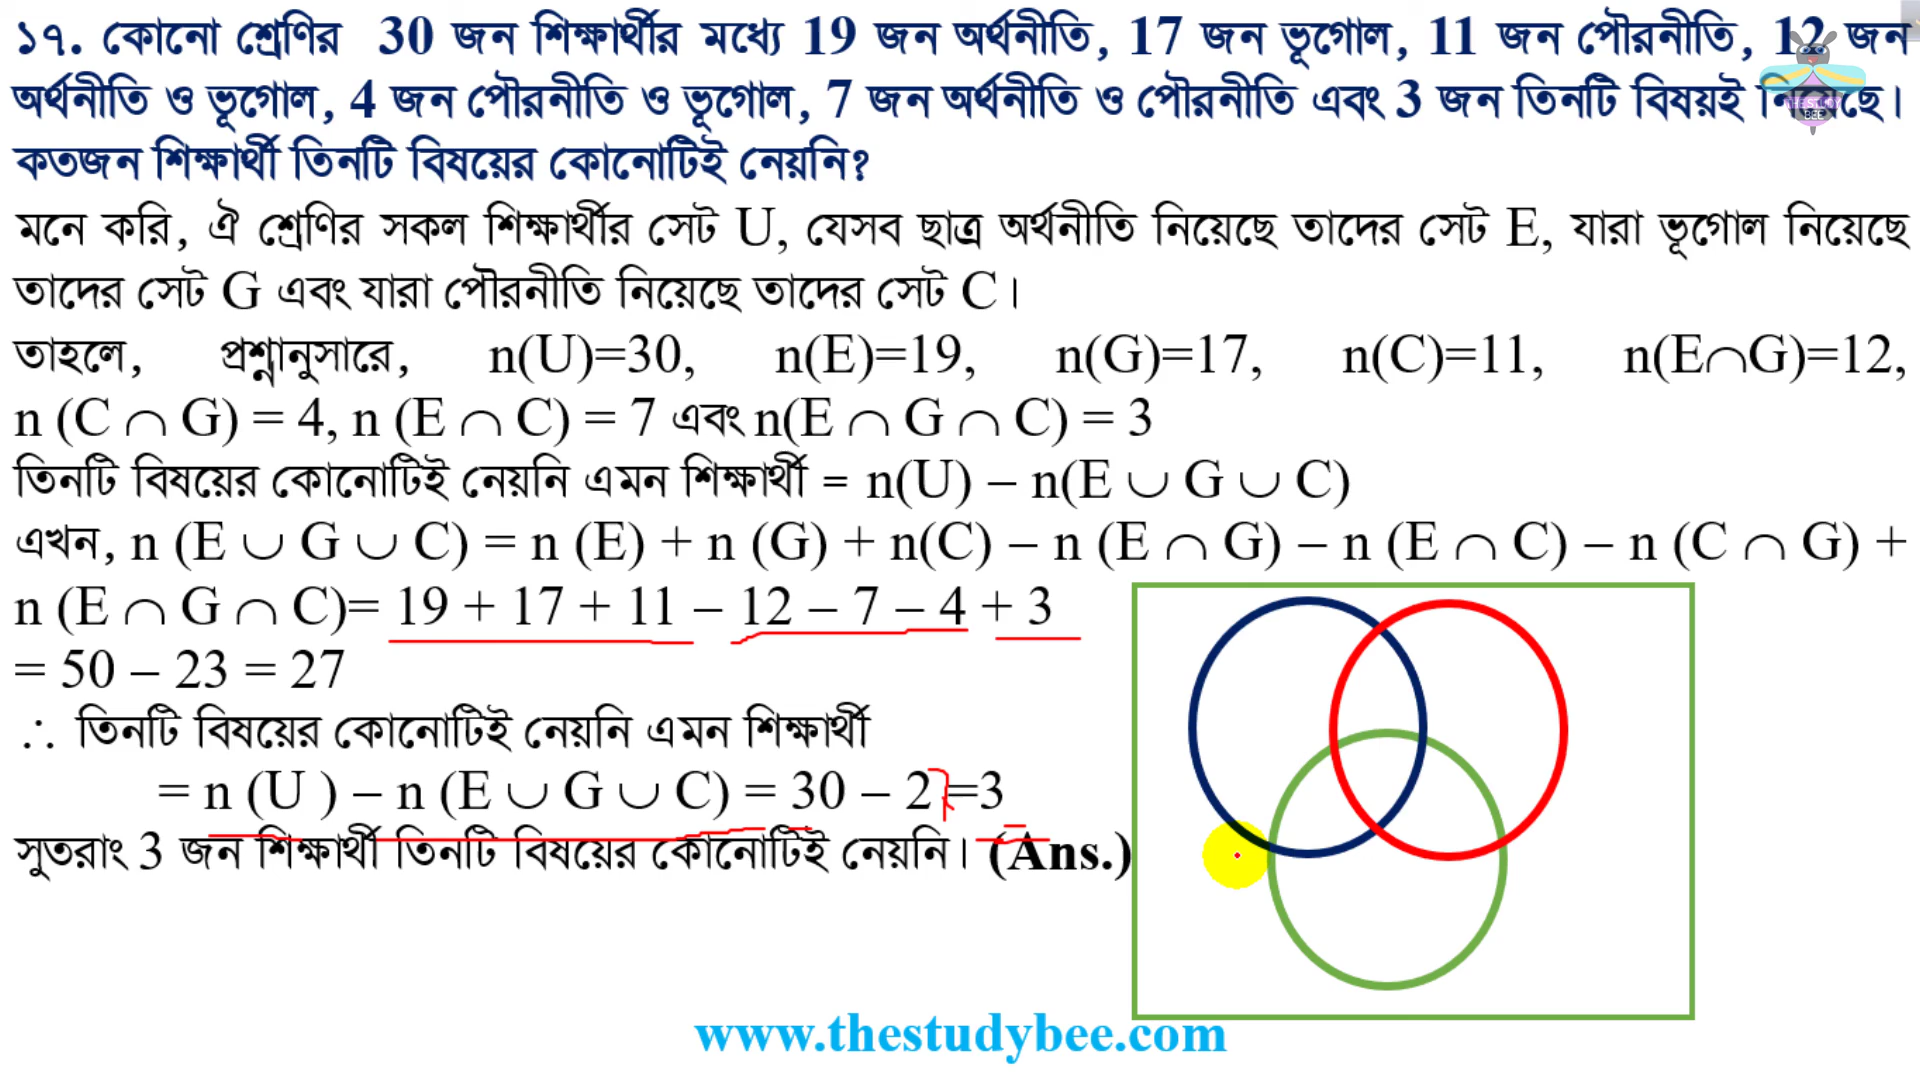 ১৭. কোনো শ্রেণির 30 জন শিক্ষার্থীর মধ্যে 19 জন অর্থনীতি, 17 জন ভূগোল, 11 জন পৌরনীতি, 12 জন
অর্থনীতি ও ভূগোল, 4 জন পৌরনীতি ও ভূগোল, 7 জন অর্থনীতি ও পৌরনীতি এবং 3 জন তিনটি বিষয়ই
THE STUDY
BEE
কতজন শিক্ষার্থী তিনটি বিষয়ের কোনোটিই নেয়নি?
মনে করি, ঐ শ্রেণির সকল শিক্ষার্থীর সেট U, যেসব ছাত্র অর্থনীতি নিয়েছে তাদের সেট E, যারা ভূগোল নিয়েছে
তাদের সেট G এবং যারা পৌরনীতি নিয়েছে তাদের সেট C।
তাহলে, প্রশ্নানুসারে, n(U)=30, n(E)=19, n(G)=17, n(C)=11, n(E∩G)=12,
n (C ∩ G) = 4, n (E ∩ C) = 7 এবং n(E ∩ G ∩ C) = 3
তিনটি বিষয়ের কোনোটিই নেয়নি এমন শিক্ষার্থী = n(U) – n(E ∪ G ∪ C)
এখন, n (E ∪ G ∪ C) = n (E) + n (G) + n(C) – n (E ∩ G) – n (E ∩ C) – n (C ∩ G) +
n (E ∩ G ∩ C)= 19 + 17 + 11 – 12 – 7 – 4 + 3
= 50 – 23 = 27
∴ তিনটি বিষয়ের কোনোটিই নেয়নি এমন শিক্ষার্থী
= n (U ) – n (E ∪ G ∪ C) = 30 – 27 =3
সুতরাং 3 জন শিক্ষার্থী তিনটি বিষয়ের কোনোটিই নেয়নি। (Ans.)
www.thestudybee.com